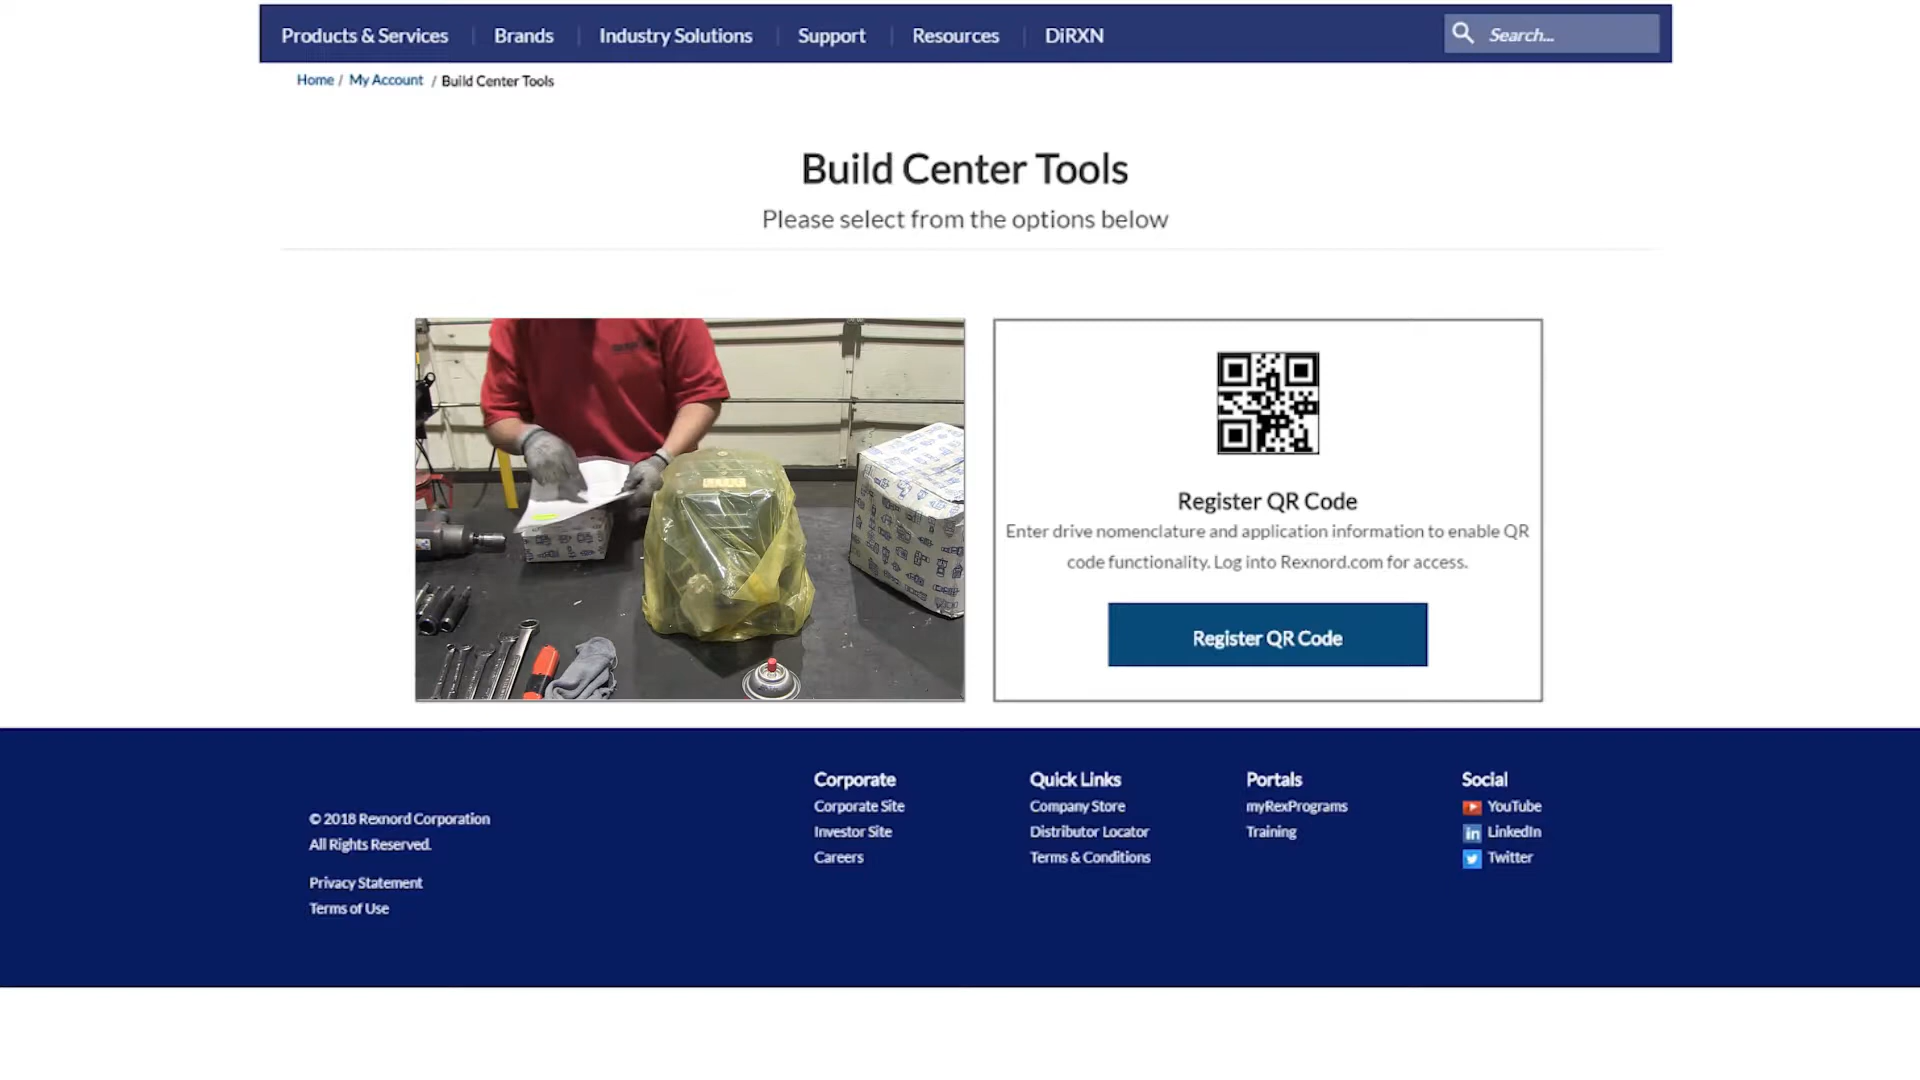 Products & Services
Brands
Industry Solutions
Support
Resources
DiRXN
Search...
Home / My Account / Build Center Tools
Build Center Tools
Please select from the options below
Register QR Code
Enter drive nomenclature and application information to enable QR
code functionality. Log into Rexnord.com for access.
Register QR Code
© 2018 Rexnord Corporation
All Rights Reserved.
Privacy Statement
Terms of Use
Corporate
Corporate Site
Investor Site
Careers
Quick Links
Company Store
Distributor Locator
Terms & Conditions
Portals
myRexPrograms
Training
Social
YouTube
LinkedIn
Twitter